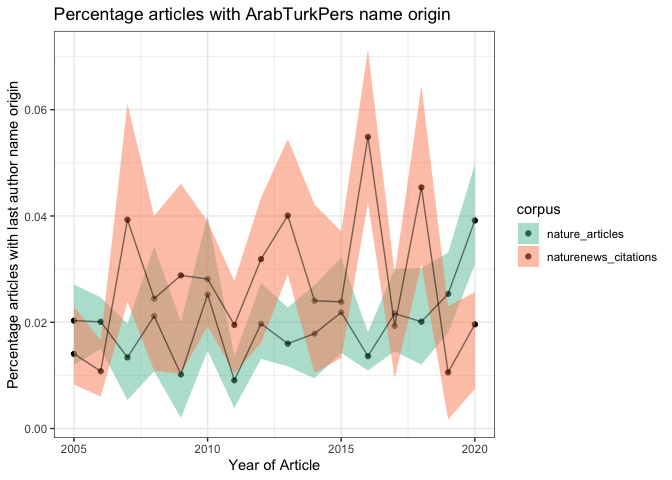 Percentage articles with ArabTurkPers name origin
Percentage articles with last author name origin
0.06
0.04
0.02
0.00
2005
2010
2015
2020
Year of Article
corpus
nature_articles
naturenews_citations